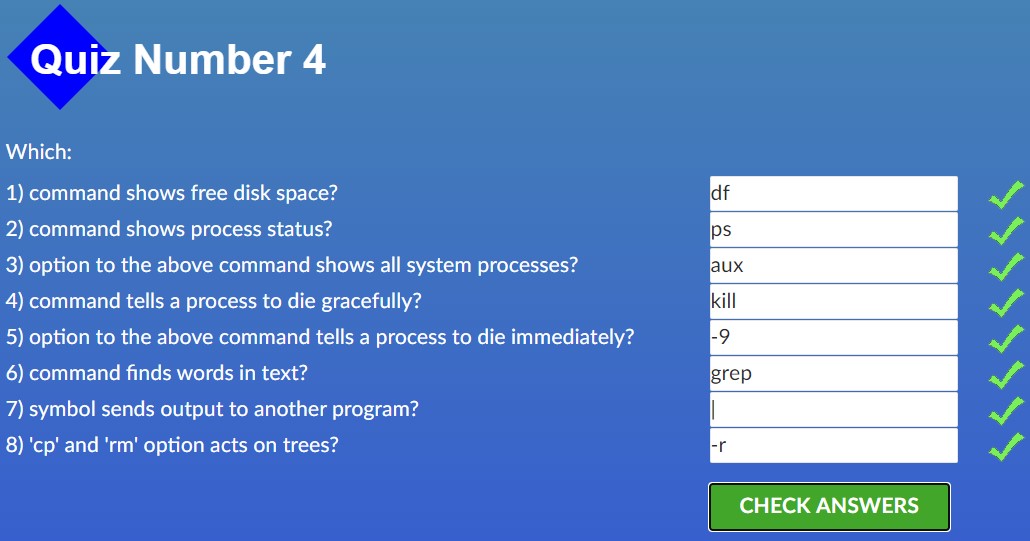 Quiz Number 4
Which:
1) command shows free disk space? df
2) command shows process status? ps
3) option to the above command shows all system processes? aux
4) command tells a process to die gracefully? kill
5) option to the above command tells a process to die immediately? -9
6) command finds words in text? grep
7) symbol sends output to another program? |
8) 'cp' and 'rm' option acts on trees? -r
CHECK ANSWERS